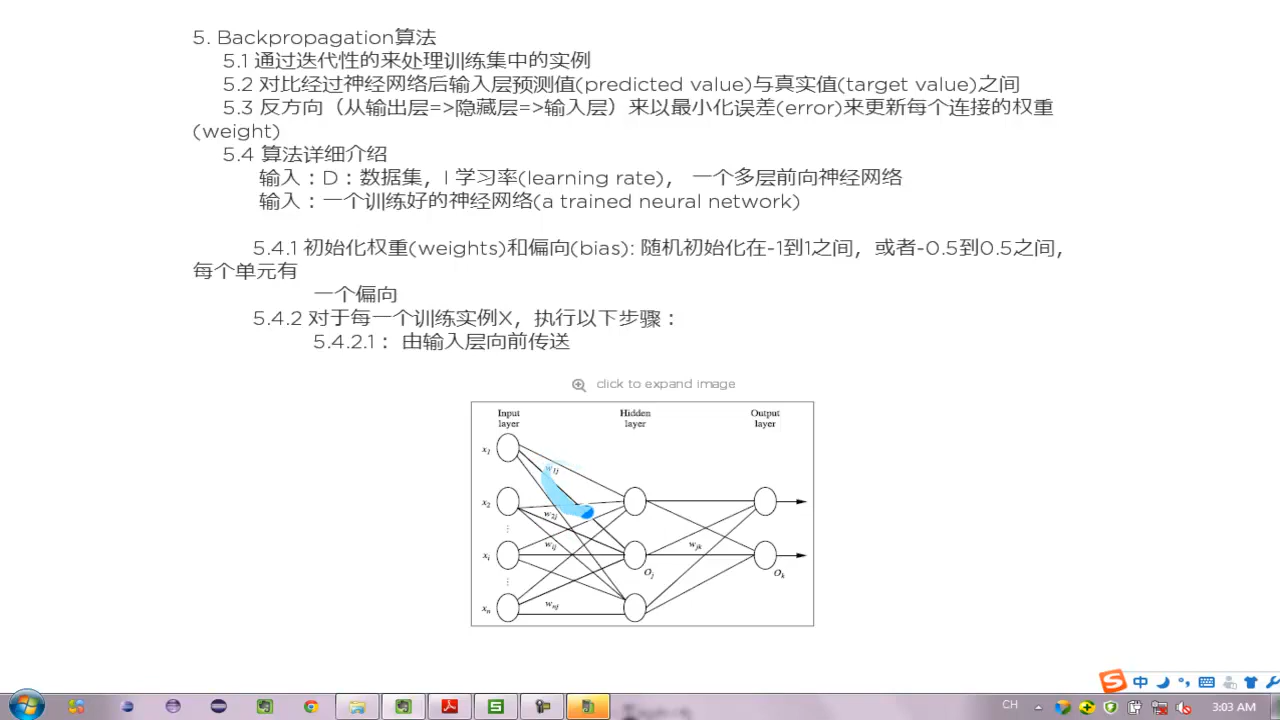 5. Backpropagation算法
5.1 通过迭代性的来处理训练集中的实例
5.2 对比经过神经网络后输入层预测值(predicted value)与真实值(target value)之间
5.3 反方向（从输出层=>隐藏层=>输入层）来以最小化误差(error)来更新每个连接的权重
(weight)
5.4 算法详细介绍
输入：D：数据集，l 学习率(learning rate)， 一个多层前向神经网络
输入：一个训练好的神经网络(a trained neural network)
5.4.1 初始化权重(weights)和偏向(bias): 随机初始化在-1到1之间，或者-0.5到0.5之间，
每个单元有
一个偏向
5.4.2 对于每一个训练实例X，执行以下步骤：
5.4.2.1： 由输入层向前传送
click to expand image
Input layer
Hidden layer
Output layer
x1
w1j
x2
w2j
xi
wij
wjk
Oj
Ok
xn
wnj
中
CH
3:03 AM